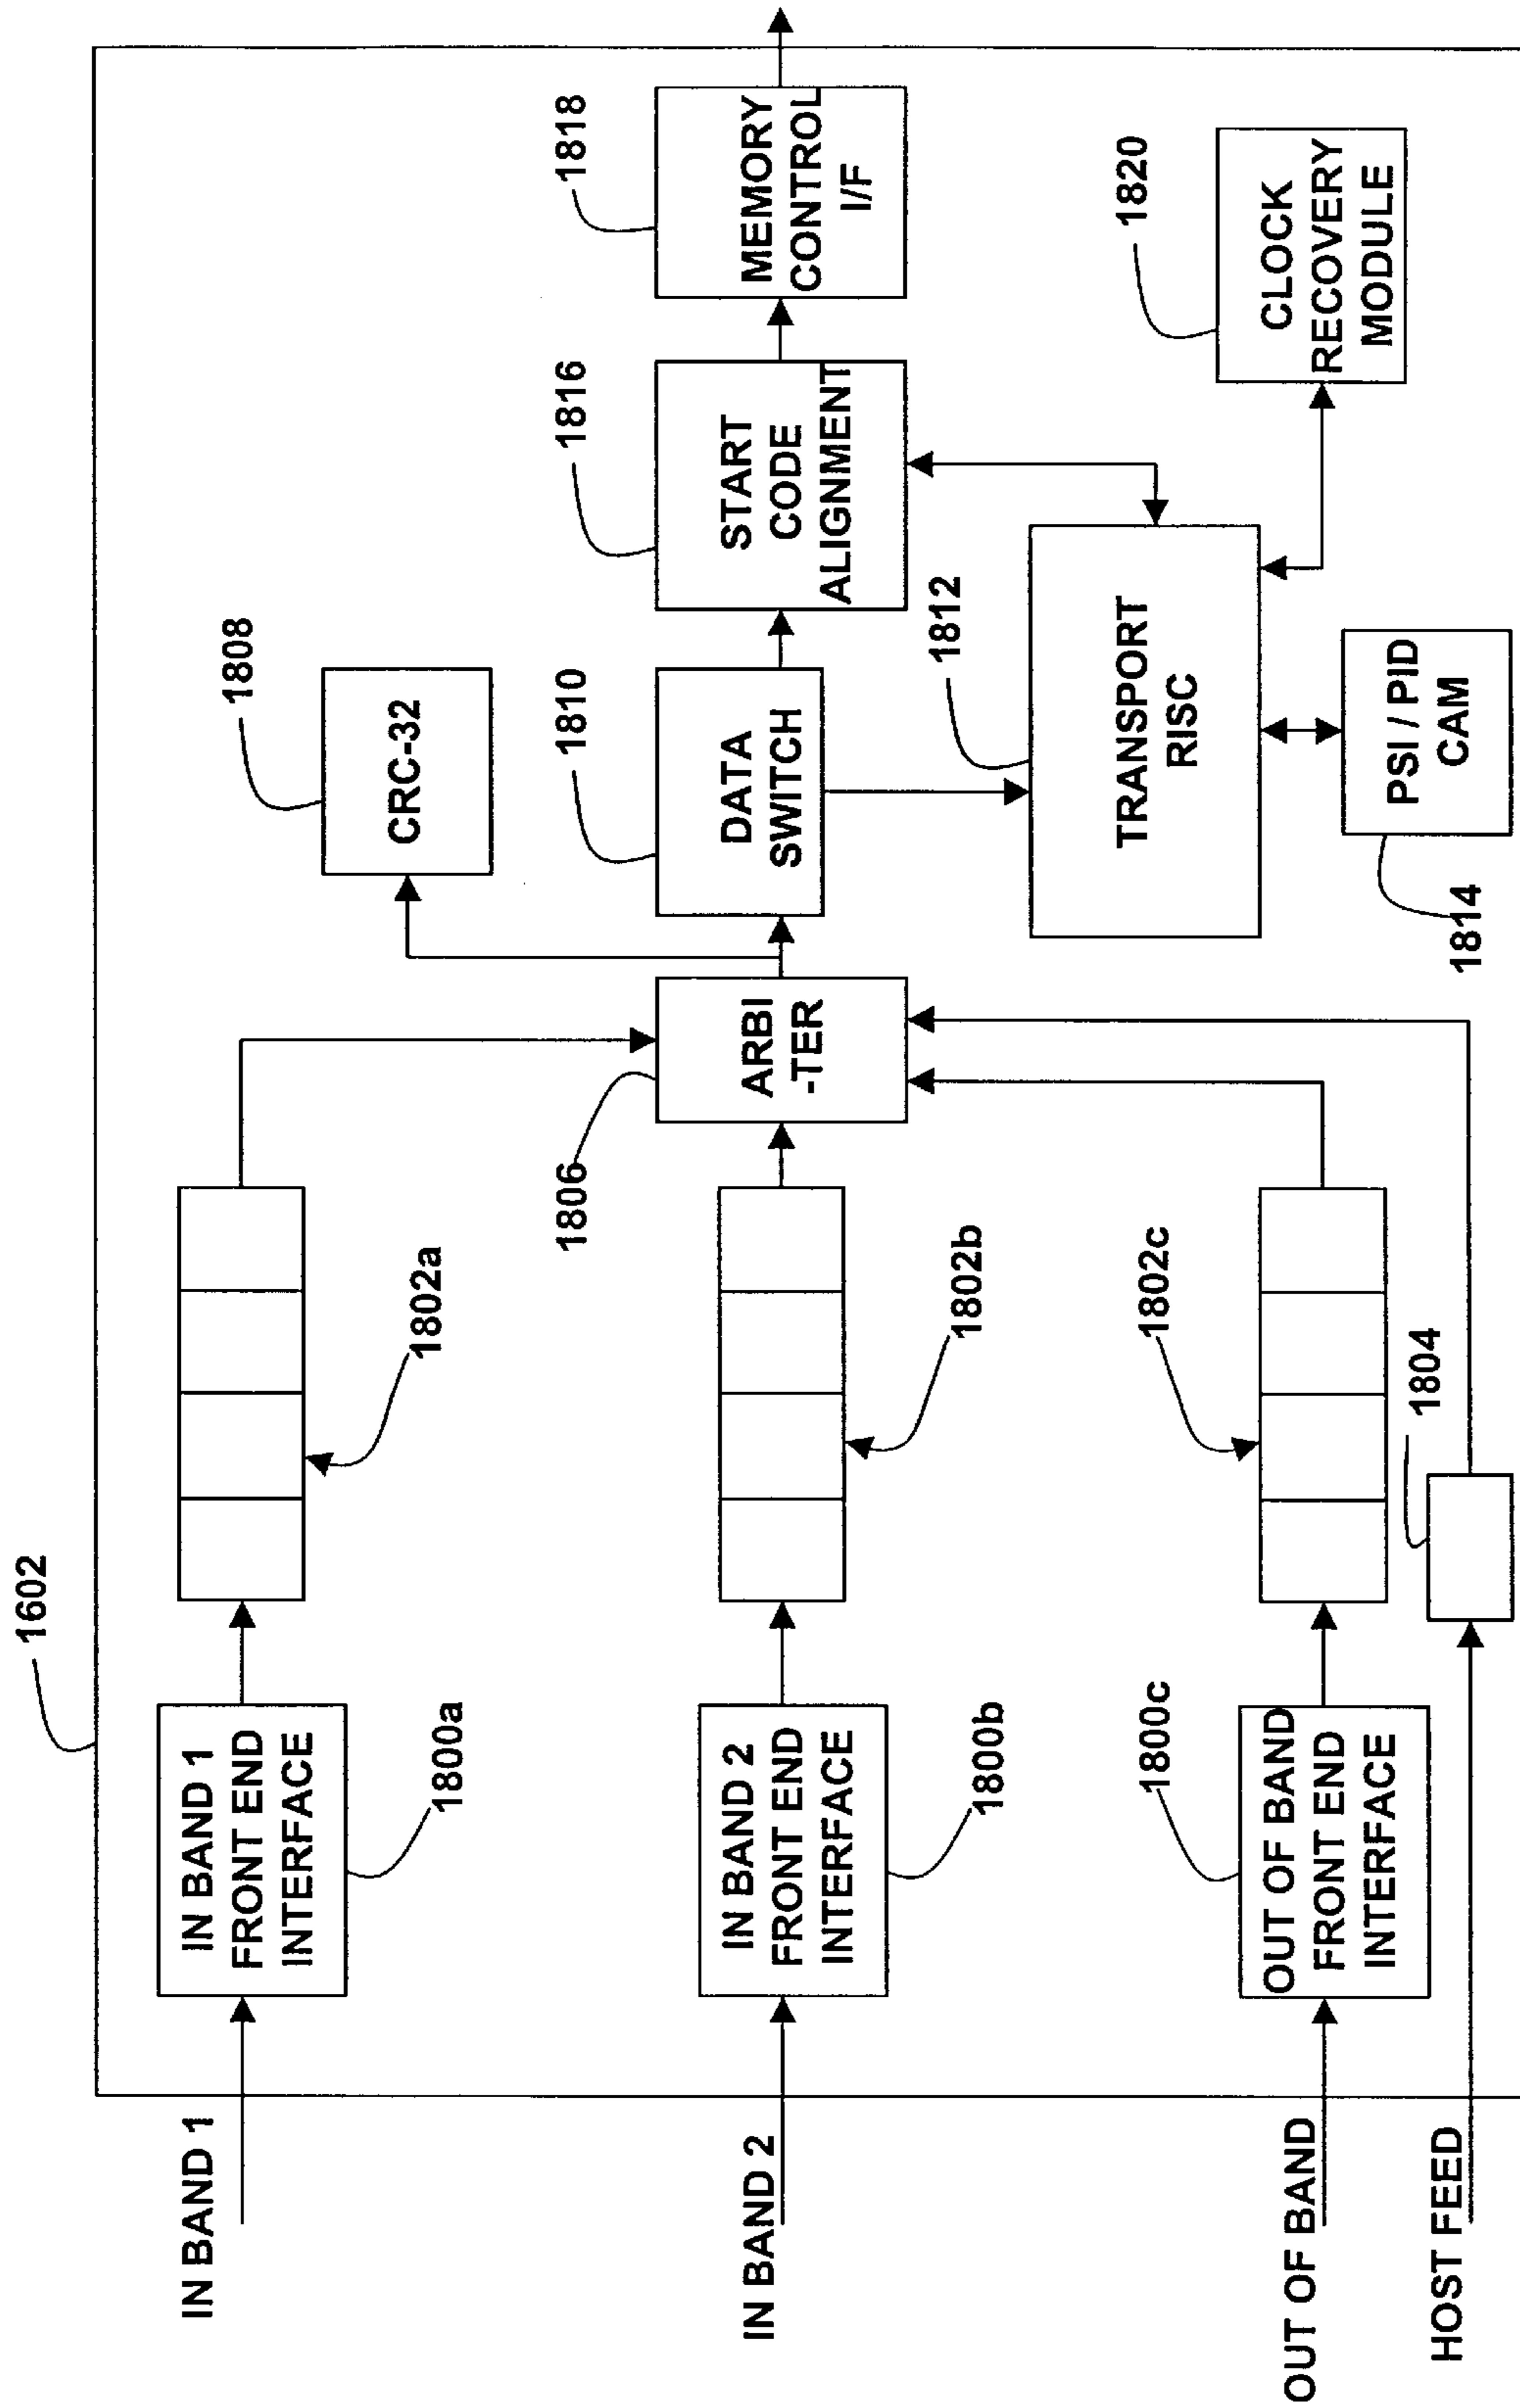 1602
IN BAND 1
IN BAND 1
FRONT END
INTERFACE
1800a
1802a
1808
CRC-32
IN BAND 2
IN BAND 2
FRONT END
INTERFACE
1800b
1802b
1806
ARBI
-TER
1810
DATA
SWITCH
1816
START
CODE
ALIGNMENT
1818
MEMORY
CONTROL
I/F
1812
TRANSPORT
RISC
1820
CLOCK
RECOVERY
MODULE
1814
PSI / PID
CAM
OUT OF BAND
OUT OF BAND
FRONT END
INTERFACE
1800c
1802c
HOST FEED
1804